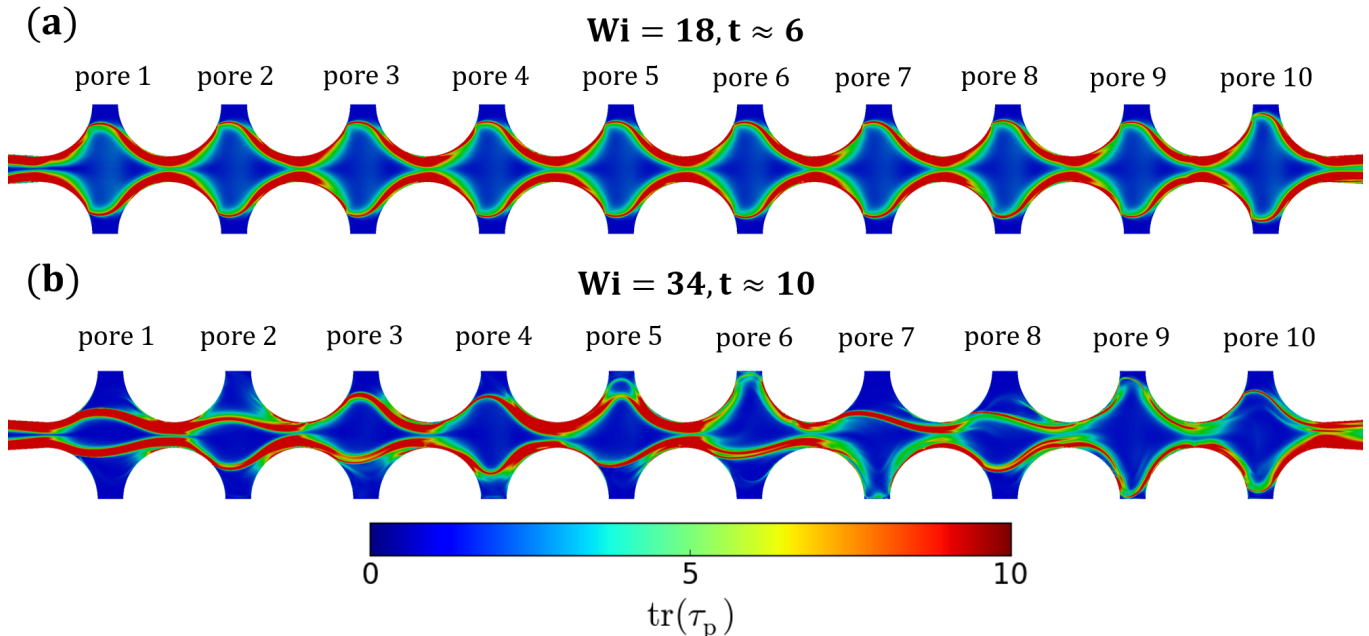 (a)
Wi = 18, t ≈ 6
pore 1 pore 2 pore 3 pore 4 pore 5 pore 6 pore 7 pore 8 pore 9 pore 10
(b)
Wi = 34, t ≈ 10
pore 1 pore 2 pore 3 pore 4 pore 5 pore 6 pore 7 pore 8 pore 9 pore 10
0 5 10
tr(τₚ)